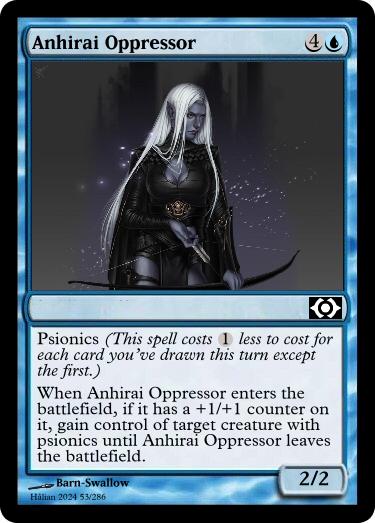 Anhirai Oppressor 4
Psionics (This spell costs 1 less to cost for
each card you've drawn this turn except
the first.)
When Anhirai Oppressor enters the
battlefield, if it has a +1/+1 counter on
it, gain control of target creature with
psionics until Anhirai Oppressor leaves
the battlefield.
2/2
Barn-Swallow
Hålian 2024 53/286